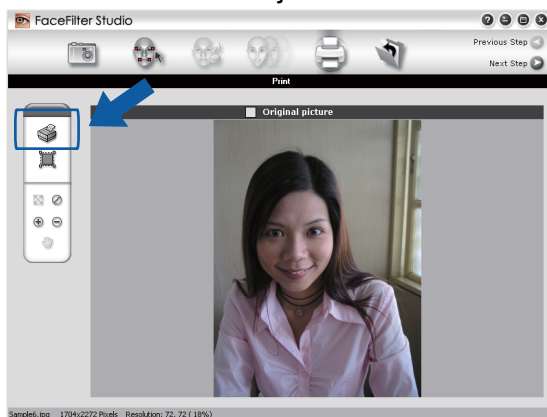 FaceFilter Studio
Previous Step
Next Step
Print
Original picture
Sample6.jpg 1704x2272 Pixels Resolution: 72, 72 ( 18%)